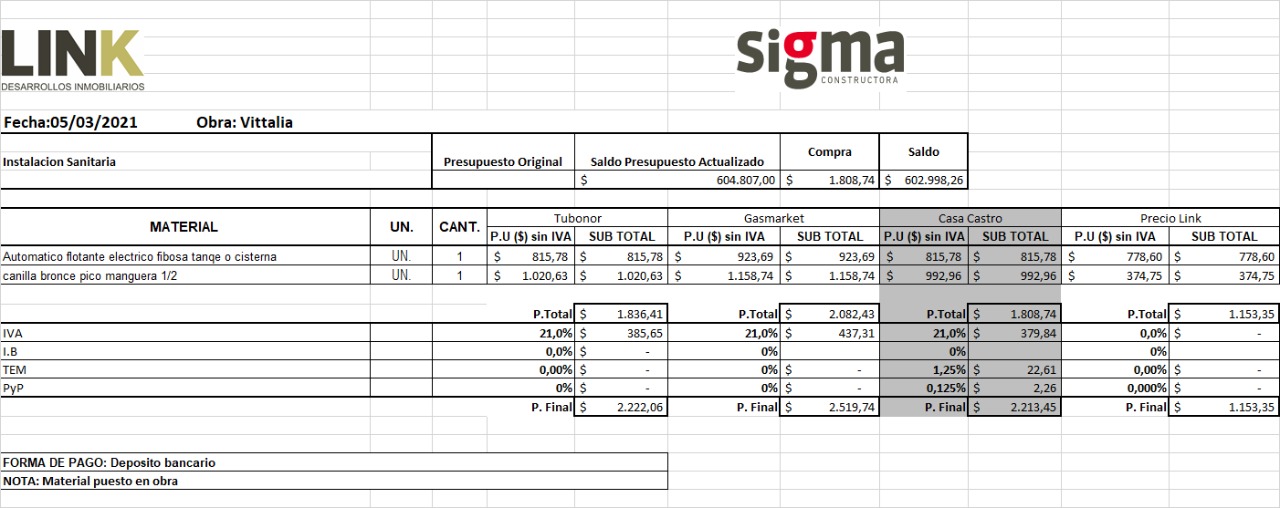 LINK
DESARROLLOS INMOBILIARIOS
sigma
CONSTRUCTORA
Fecha:05/03/2021 Obra: Vittalia
Instalacion Sanitaria Presupuesto Original Saldo Presupuesto Actualizado Compra Saldo
$ 604.807,00 $ 1.808,74 $ 602.998,26
MATERIAL UN. CANT. Tubonor Gasmarket Casa Castro Precio Link
P.U ($) sin IVA SUB TOTAL P.U ($) sin IVA SUB TOTAL P.U ($) sin IVA SUB TOTAL P.U ($) sin IVA SUB TOTAL
Automatico flotante electrico fibosa tanqe o cisterna UN. 1 $ 815,78 $ 815,78 $ 923,69 $ 923,69 $ 815,78 $ 815,78 $ 778,60 $ 778,60
canilla bronce pico manguera 1/2 UN. 1 $ 1.020,63 $ 1.020,63 $ 1.158,74 $ 1.158,74 $ 992,96 $ 992,96 $ 374,75 $ 374,75
P.Total $ 1.836,41 P.Total $ 2.082,43 P.Total $ 1.808,74 P.Total $ 1.153,35
IVA 21,0% $ 385,65 21,0% $ 437,31 21,0% $ 379,84 0,0% $ -
I.B 0,0% $ - 0% 0% 0%
TEM 0,00% $ - 0% $ - 1,25% $ 22,61 0,00% $ -
PyP 0% $ - 0% $ - 0,125% $ 2,26 0,000% $ -
P. Final $ 2.222,06 P. Final $ 2.519,74 P. Final $ 2.213,45 P. Final $ 1.153,35
FORMA DE PAGO: Deposito bancario
NOTA: Material puesto en obra